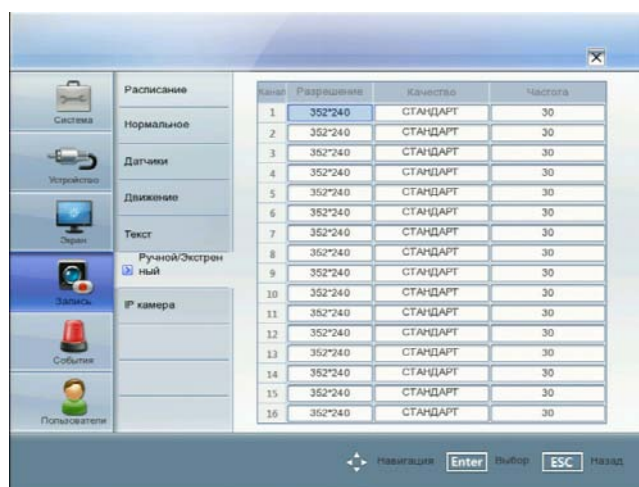 Система
Устройство
Экран
Запись
События
Пользователи
Расписание
Нормальное
Датчики
Движение
Текст
Ручной/Экстрен
ный
IP камера
Канал Разрешение Качество Частота
1 352*240 СТАНДАРТ 30
2 352*240 СТАНДАРТ 30
3 352*240 СТАНДАРТ 30
4 352*240 СТАНДАРТ 30
5 352*240 СТАНДАРТ 30
6 352*240 СТАНДАРТ 30
7 352*240 СТАНДАРТ 30
8 352*240 СТАНДАРТ 30
9 352*240 СТАНДАРТ 30
10 352*240 СТАНДАРТ 30
11 352*240 СТАНДАРТ 30
12 352*240 СТАНДАРТ 30
13 352*240 СТАНДАРТ 30
14 352*240 СТАНДАРТ 30
15 352*240 СТАНДАРТ 30
16 352*240 СТАНДАРТ 30
Навигация Enter Выбор ESC Назад